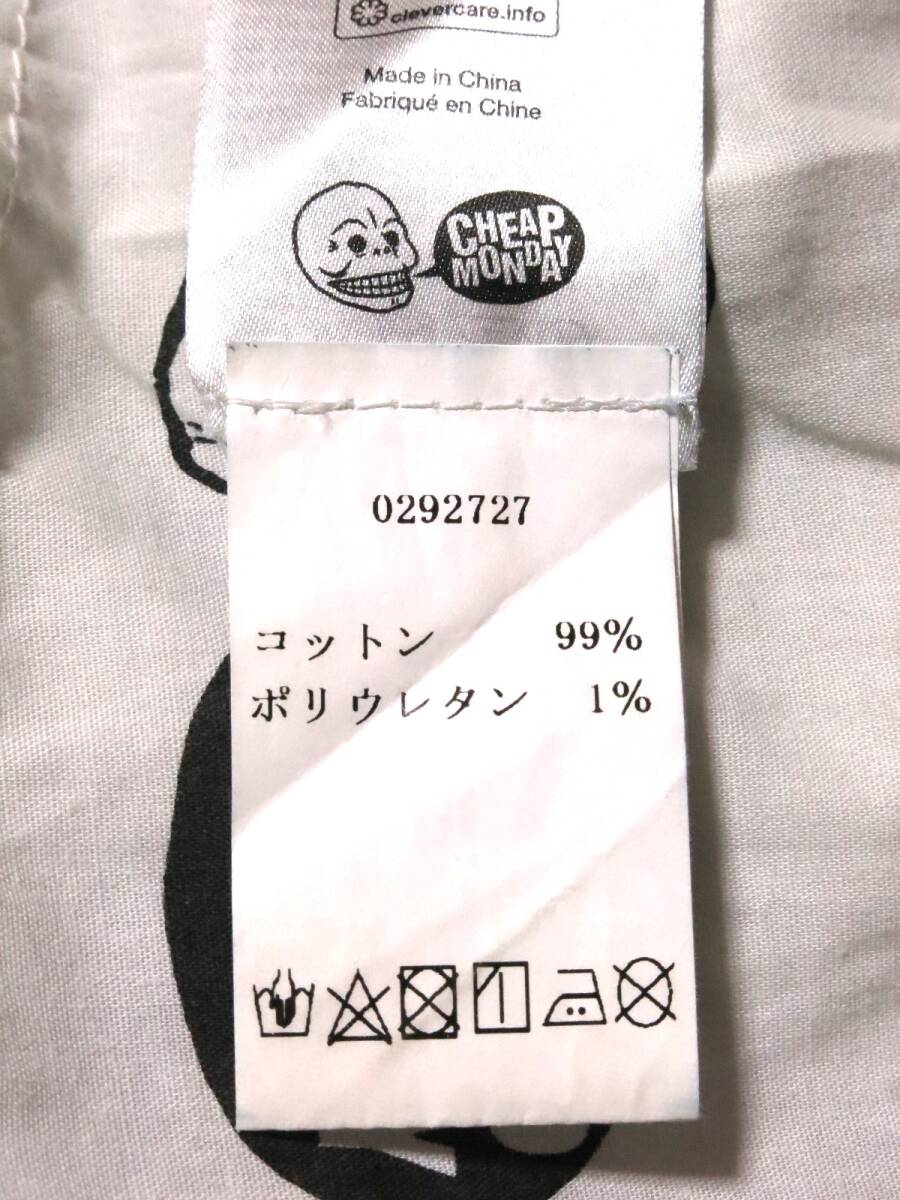 clevercare.info
Made in China
Fabriqué en Chine
CHEAP
MONDAY
0292727
コットン 99%
ポリウレタン 1%